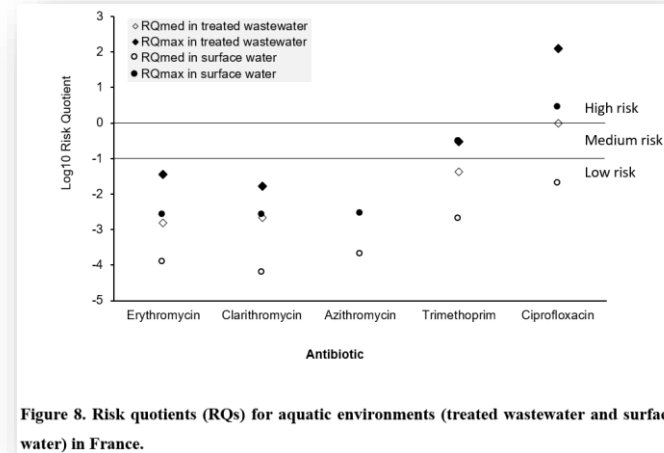 3
2
1
0
-1
-2
-3
-4
-5
Log10 Risk Quotient
RQmed in treated wastewater
RQmax in treated wastewater
RQmed in surface water
RQmax in surface water
High risk
Medium risk
Low risk
Erythromycin Clarithromycin Azithromycin Trimethoprim Ciprofloxacin
Antibiotic
Figure 8. Risk quotients (RQs) for aquatic environments (treated wastewater and surfac
water) in France.